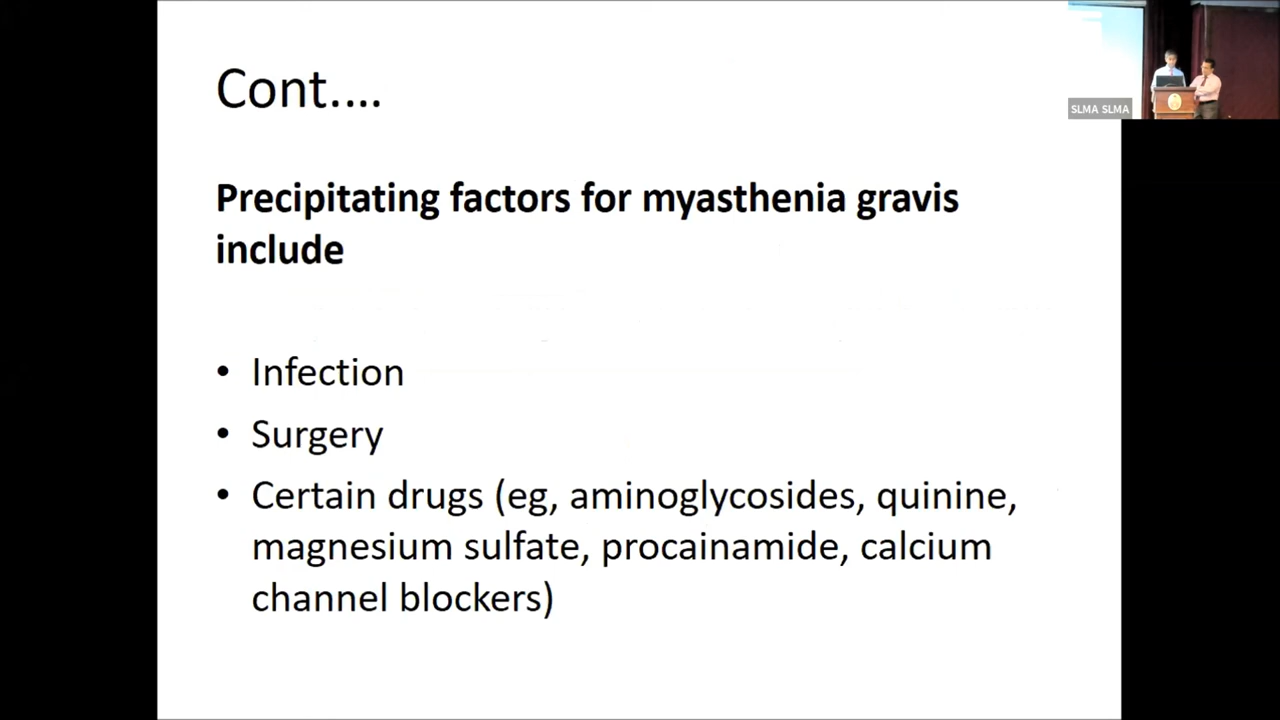 Cont....
SLMA SLMA
Precipitating factors for myasthenia gravis
include
• Infection
• Surgery
• Certain drugs (eg, aminoglycosides, quinine,
magnesium sulfate, procainamide, calcium
channel blockers)